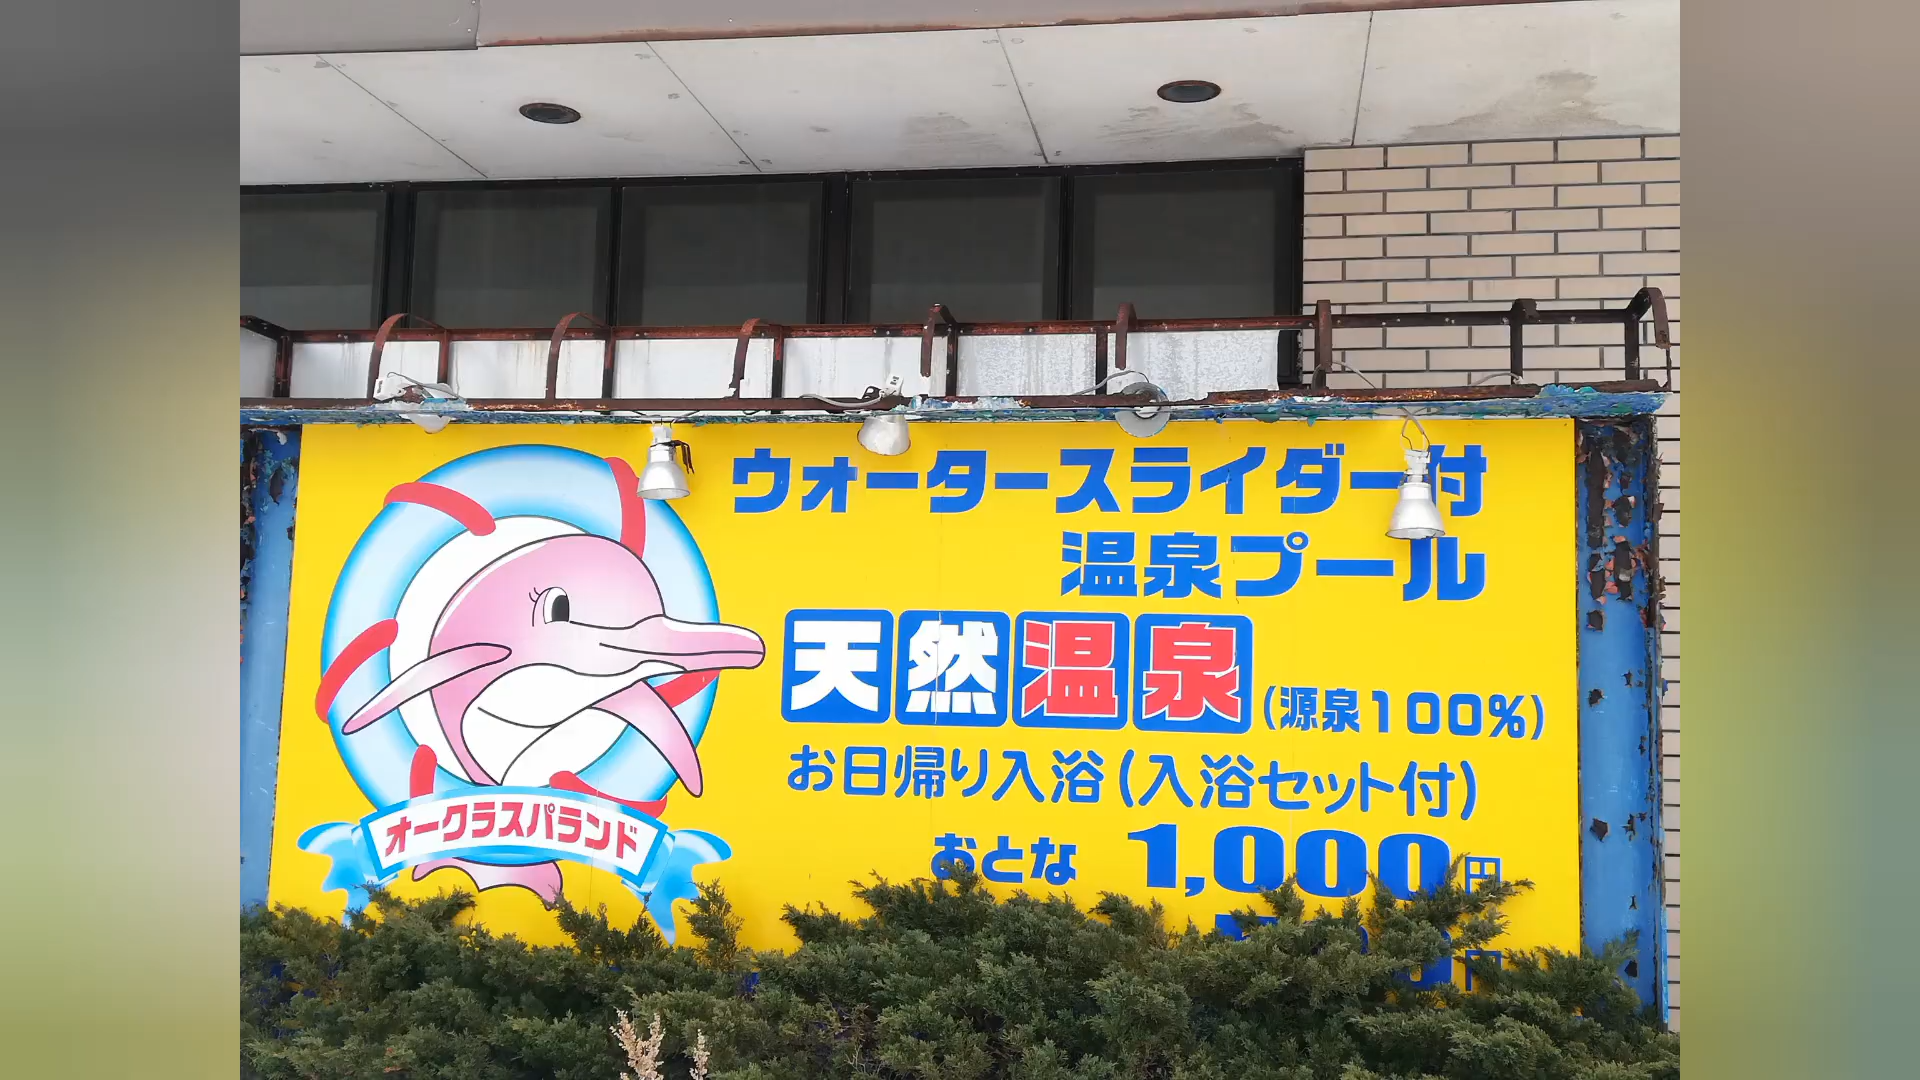 ウォータースライダー付
温泉プール
天然温泉(源泉100%)
お日帰り入浴(入浴セット付)
おとな 1,000円
円
オークラスパランド